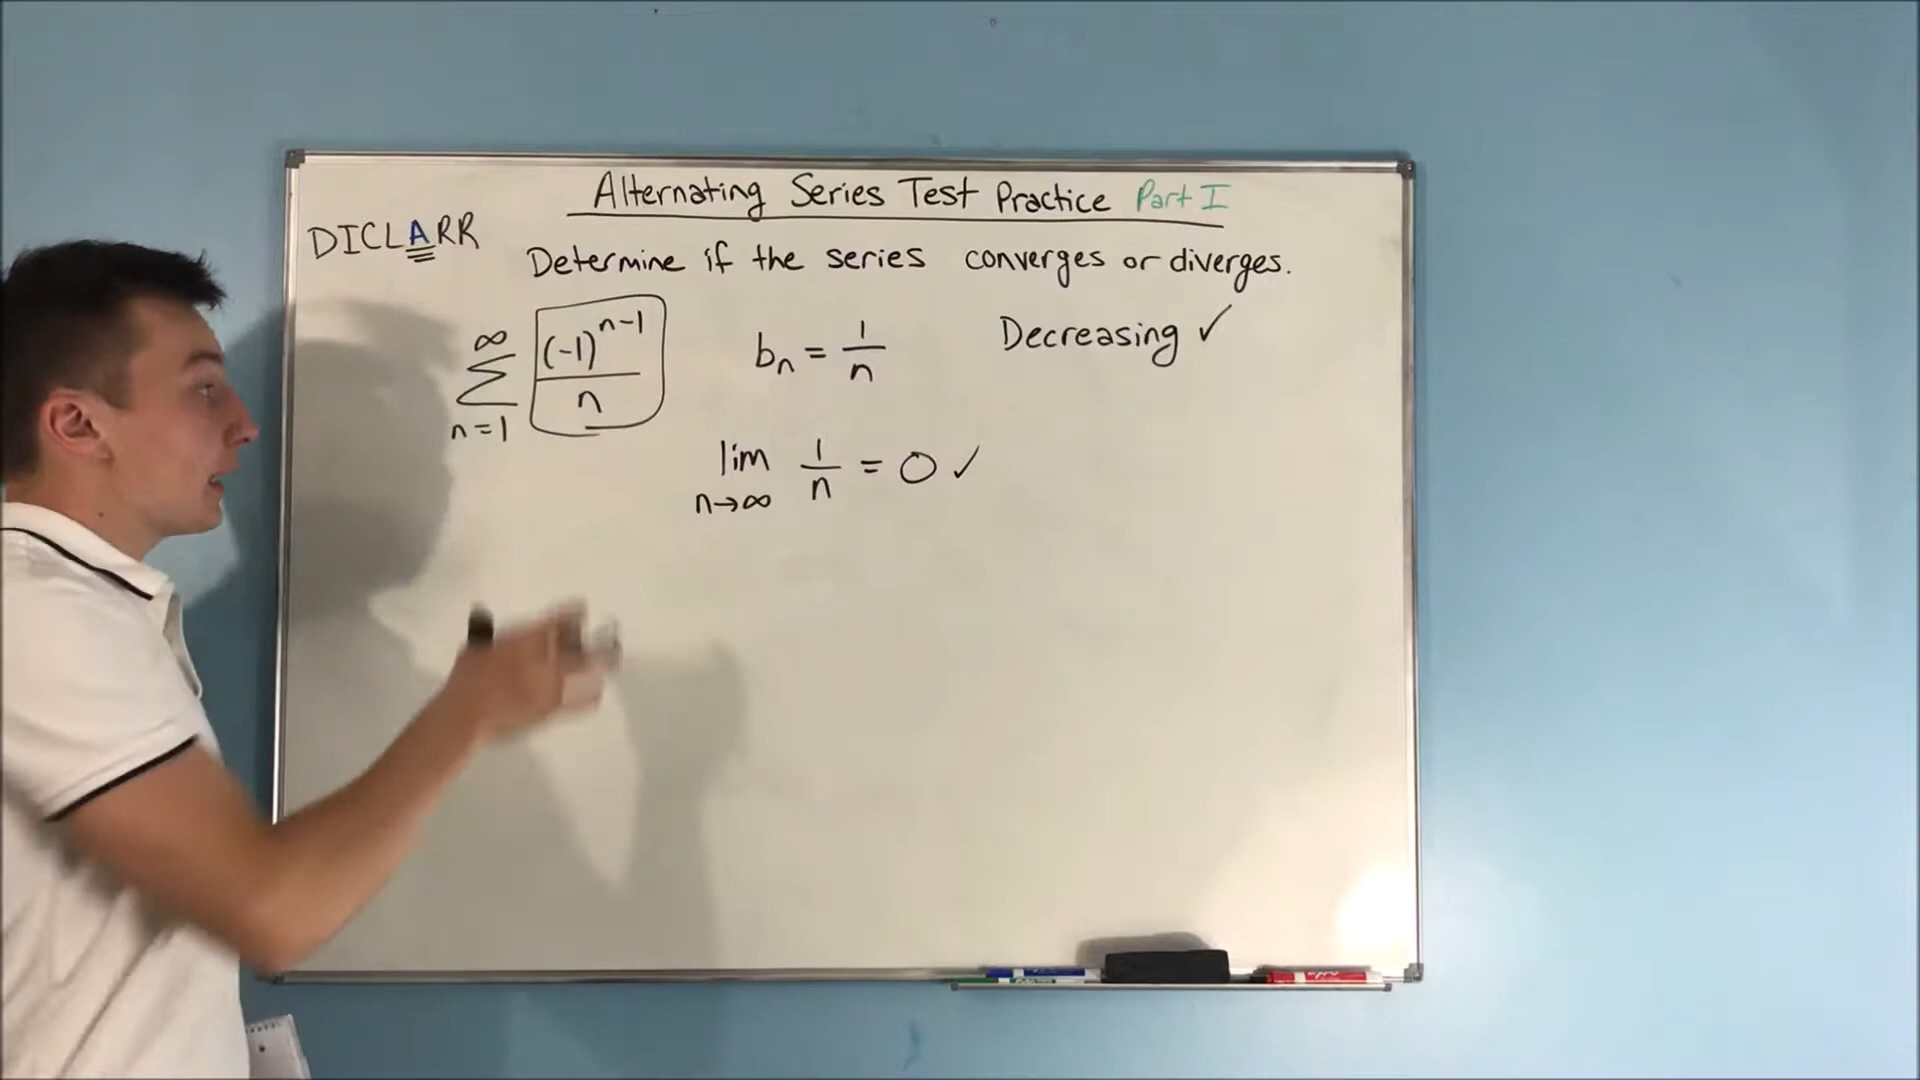 Alternating Series Test Practice Part I
DICLARR
Determine if the series converges or diverges.
∞ ∑ n=1 (-1)^(n-1) / n
bₙ = 1/n
Decreasing ✓
lim n→∞ 1/n = 0 ✓